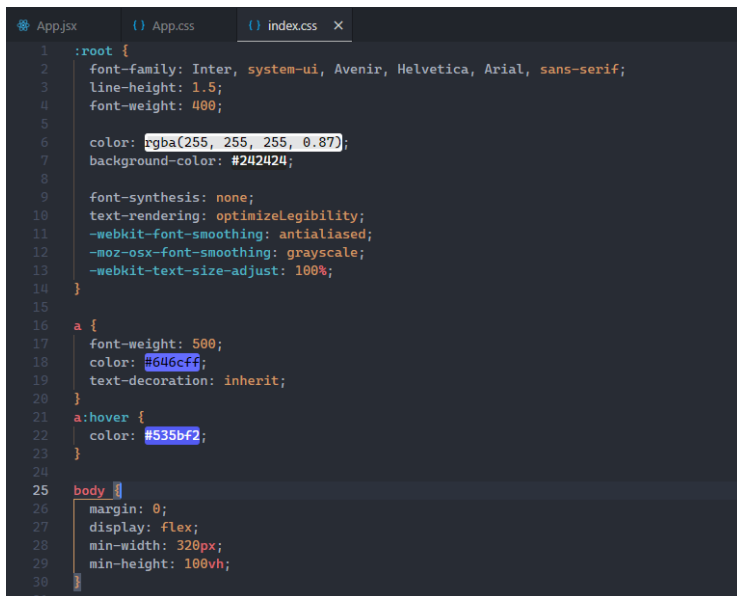 App.jsx {} App.css {} index.css ×
1 :root {
2 font-family: Inter, system-ui, Avenir, Helvetica, Arial, sans-serif;
3 line-height: 1.5;
4 font-weight: 400;
5
6 color: rgba(255, 255, 255, 0.87);
7 background-color: #242424;
8
9 font-synthesis: none;
10 text-rendering: optimizeLegibility;
11 -webkit-font-smoothing: antialiased;
12 -moz-osx-font-smoothing: grayscale;
13 -webkit-text-size-adjust: 100%;
14 }
15
16 a {
17 font-weight: 500;
18 color: #646cff;
19 text-decoration: inherit;
20 }
21 a:hover {
22 color: #535bf2;
23 }
24
25 body {
26 margin: 0;
27 display: flex;
28 min-width: 320px;
29 min-height: 100vh;
30 }